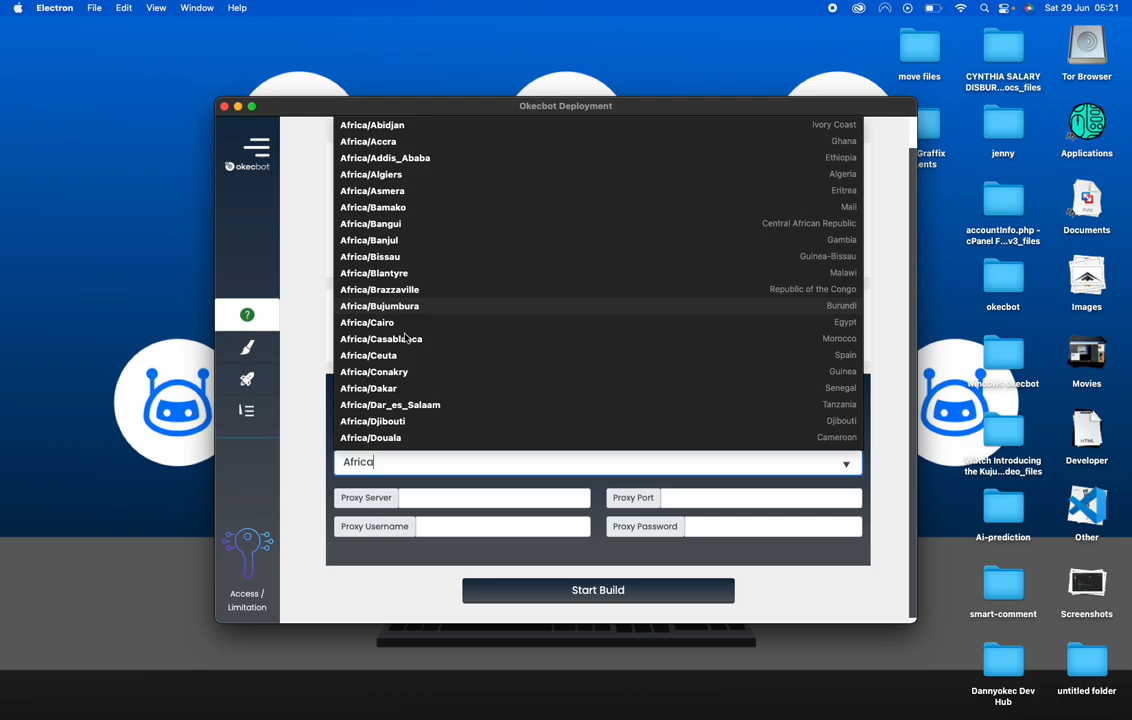 Electron File Edit View Window Help
Sat 29 Jun 05:21
move files
CYNTHIA SALARY
DISBUR...ocs_files
Tor Browser
Okecbot Deployment
okecbot
Africa/Abidjan Ivory Coast
Africa/Accra Ghana
Africa/Addis_Ababa Ethiopia
Africa/Algiers Algeria
Africa/Asmera Eritrea
Africa/Bamako Mali
Africa/Bangui Central African Republic
Africa/Banjul Gambia
Africa/Bissau Guinea-Bissau
Africa/Blantyre Malawi
Africa/Brazzaville Republic of the Congo
Africa/Bujumbura Burundi
Africa/Cairo Egypt
Africa/Casablanca Morocco
Africa/Ceuta Spain
Africa/Conakry Guinea
Africa/Dakar Senegal
Africa/Dar_es_Salaam Tanzania
Africa/Djibouti Djibouti
Africa/Douala Cameroon
Africa
Proxy Server
Proxy Port
Proxy Username
Proxy Password
Start Build
Access /
Limitation
Graffix
ents
jenny
Applications
accountInfo.php -
cPanel F...v3_files
Documents
PVM
okecbot
Images
windows okecbot
Movies
Watch Introducing
the Kuju...deo_files
HTML
Developer
Ai-prediction
Other
smart-comment
Screenshots
Dannyokec Dev
Hub
untitled folder